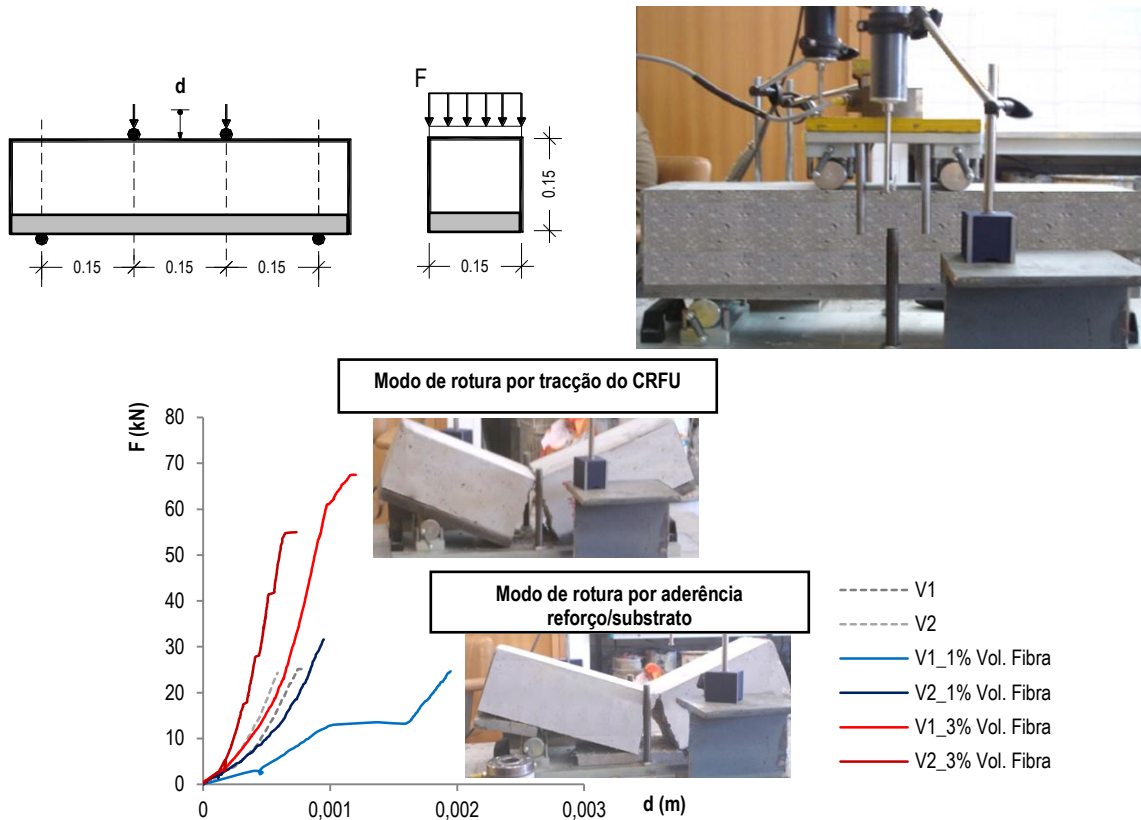 d
F
0.15
0.15
0.15
0.15
0.15
Modo de rotura por tracção do CRFU
F (kN)
80
70
60
50
40
30
20
10
0
Modo de rotura por aderência
reforço/substrato
0
0,001
0,002
0,003
d (m)
V1
V2
V1_1% Vol. Fibra
V2_1% Vol. Fibra
V1_3% Vol. Fibra
V2_3% Vol. Fibra